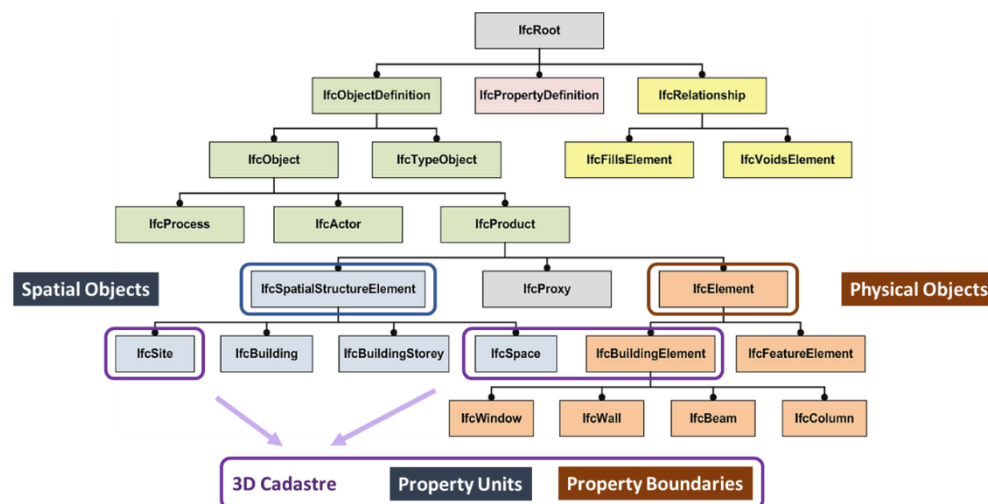 IfcRoot
IfcObjectDefinition
IfcPropertyDefinition
IfcRelationship
IfcObject
IfcTypeObject
IfcFillsElement
IfcVoidsElement
IfcProcess
IfcActor
IfcProduct
Spatial Objects
IfcSpatialStructureElement
IfcProxy
IfcElement
Physical Objects
IfcSite
IfcBuilding
IfcBuildingStorey
IfcSpace
IfcBuildingElement
IfcFeatureElement
IfcWindow
IfcWall
IfcBeam
IfcColumn
3D Cadastre
Property Units
Property Boundaries